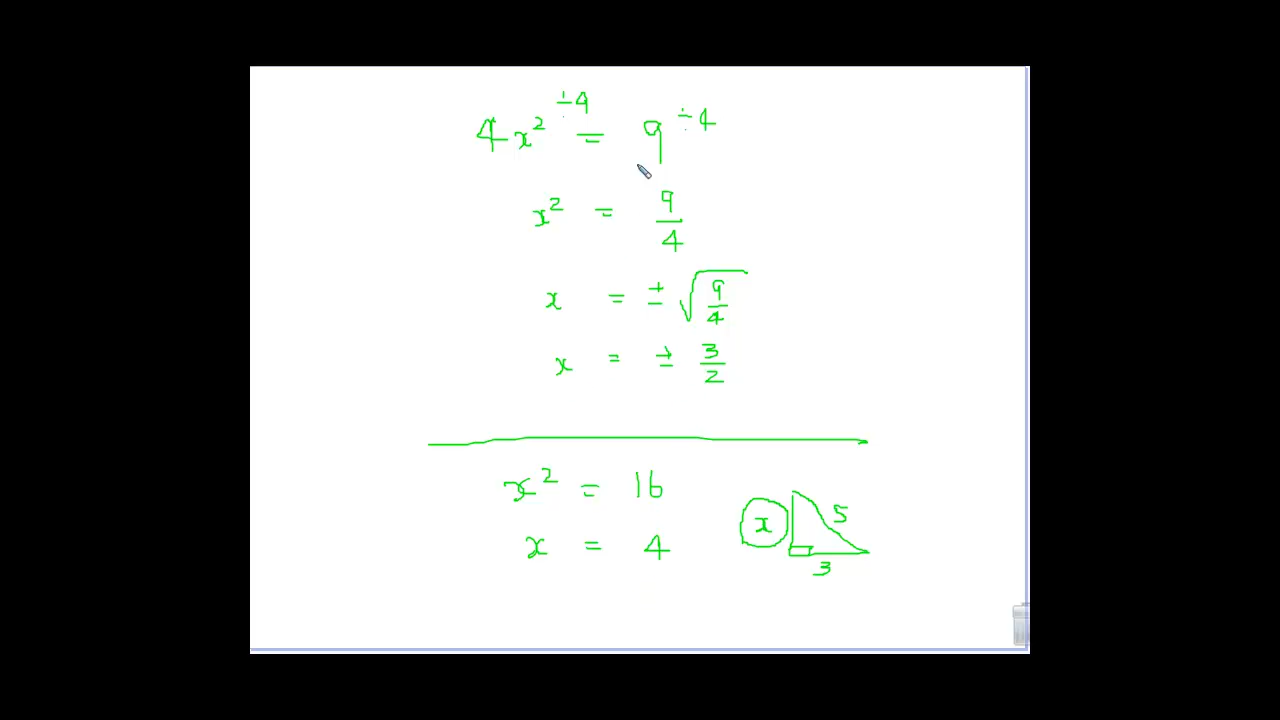 4x² ÷4 = 9 ÷4
x² = 9/4
x = ± √(9/4)
x = ± 3/2
x² = 16
x = 4
x 5
3